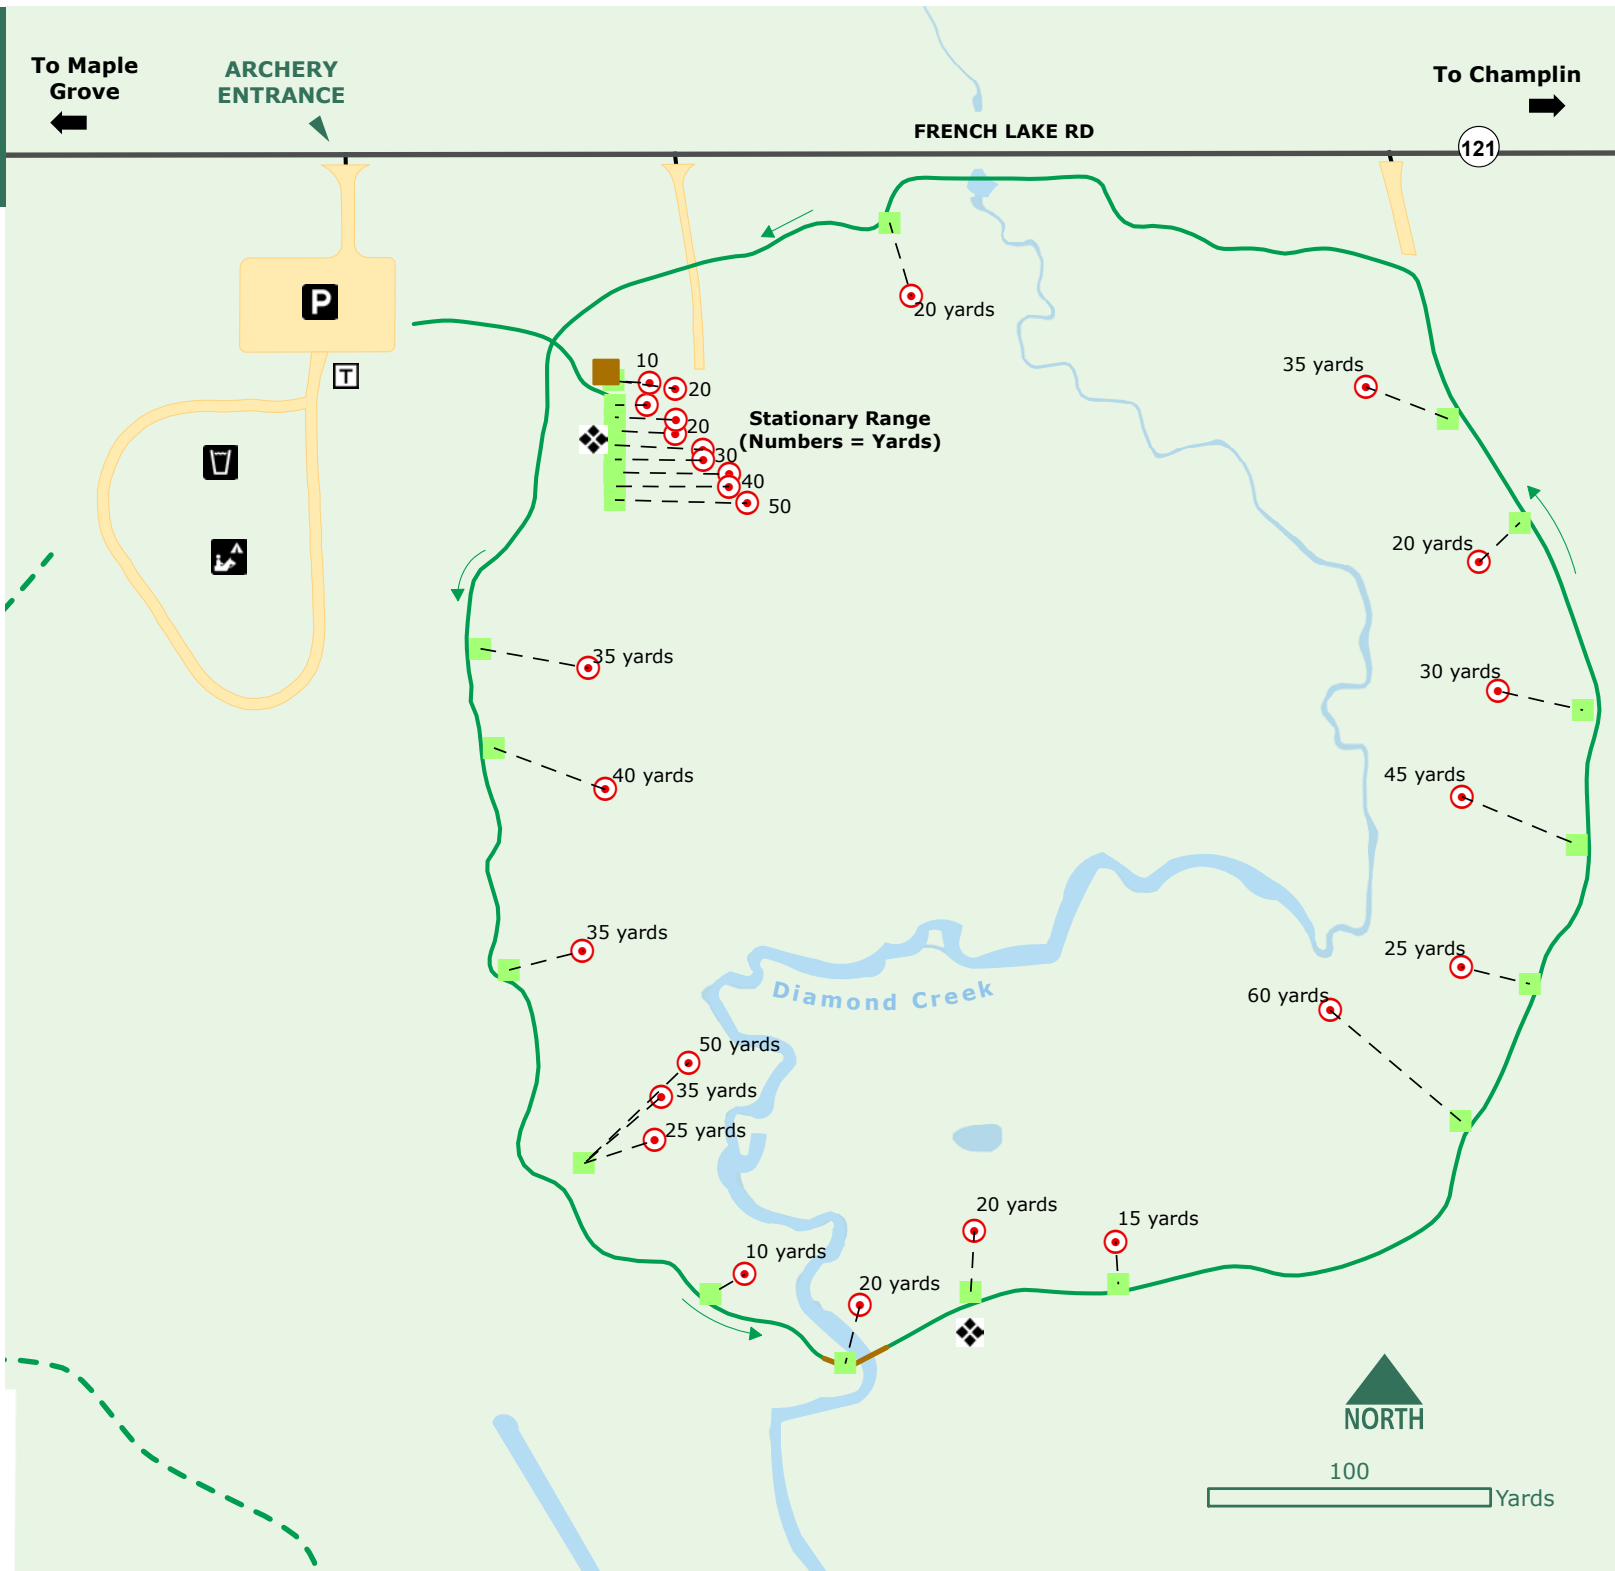 To Maple
Grove
ARCHERY
ENTRANCE
To Champlin
FRENCH LAKE RD
121
P
T
20 yards
35 yards
10
20
20
30
40
50
Stationary Range
(Numbers = Yards)
20 yards
35 yards
30 yards
40 yards
45 yards
35 yards
25 yards
60 yards
Diamond Creek
50 yards
35 yards
25 yards
20 yards
15 yards
10 yards
20 yards
NORTH
100
Yards